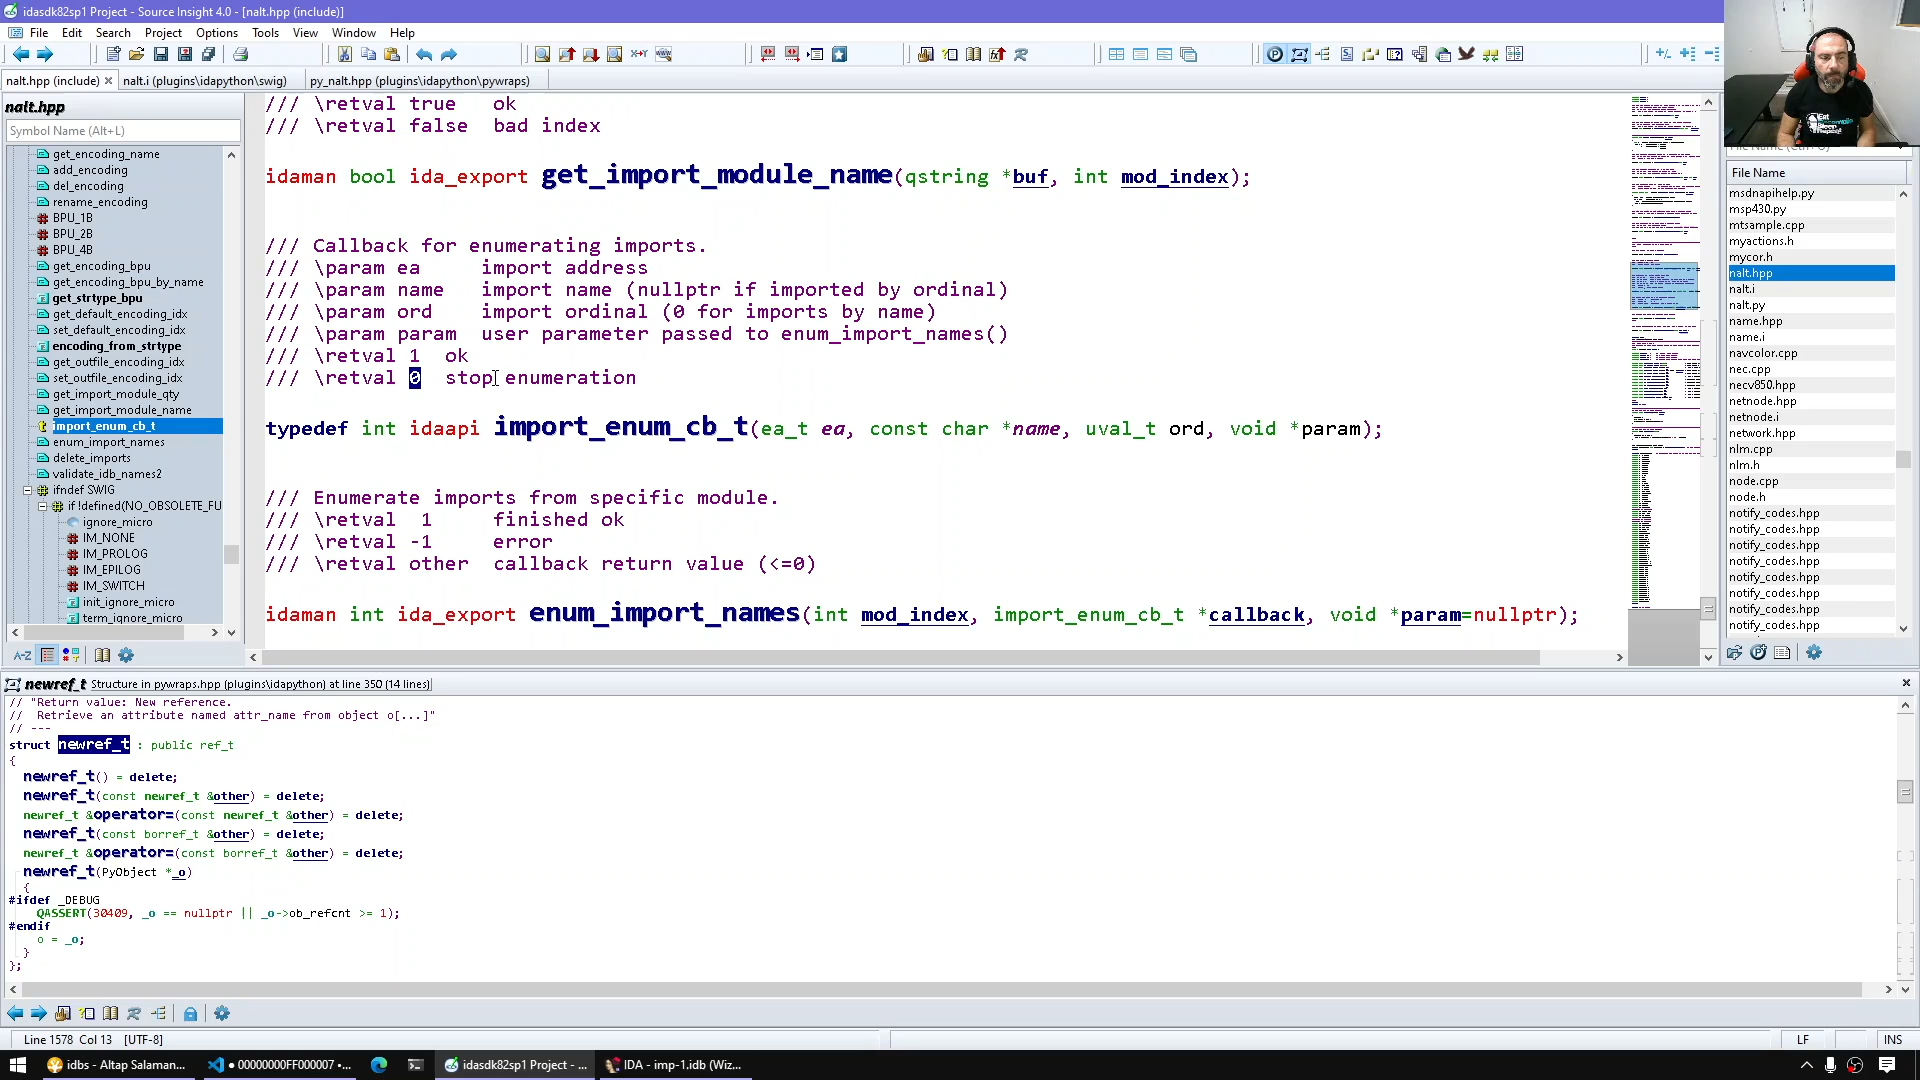 idasdk82sp1 Project - Source Insight 4.0 - [nalt.hpp (include)]
File Edit Search Project Options Tools View Window Help
nalt.hpp (include) nalt.i (plugins\idapython\swig) py_nalt.hpp (plugins\idapython\pywraps)
nalt.hpp
Symbol Name (Alt+L)
get_encoding_name
add_encoding
del_encoding
rename_encoding
BPU_1B
BPU_2B
BPU_4B
get_encoding_bpu
get_encoding_bpu_by_name
get_strtype_bpu
get_default_encoding_idx
set_default_encoding_idx
encoding_from_strtype
get_outfile_encoding_idx
set_outfile_encoding_idx
get_import_module_qty
get_import_module_name
import_enum_cb_t
enum_import_names
delete_imports
validate_idb_names2
ifndef SWIG
if !defined(NO_OBSOLETE_FU
ignore_micro
IM_NONE
IM_PROLOG
IM_EPILOG
IM_SWITCH
init_ignore_micro
term_ignore_micro
/// \retval true ok
/// \retval false bad index
idaman bool ida_export get_import_module_name(qstring *buf, int mod_index);
/// Callback for enumerating imports.
/// \param ea import address
/// \param name import name (nullptr if imported by ordinal)
/// \param ord import ordinal (0 for imports by name)
/// \param param user parameter passed to enum_import_names()
/// \retval 1 ok
/// \retval 0 stop enumeration
typedef int idaapi import_enum_cb_t(ea_t ea, const char *name, uval_t ord, void *param);
/// Enumerate imports from specific module.
/// \retval 1 finished ok
/// \retval -1 error
/// \retval other callback return value (<=0)
idaman int ida_export enum_import_names(int mod_index, import_enum_cb_t *callback, void *param=nullptr);
File Name
msdnapihelp.py
msp430.py
mtsample.cpp
myactions.h
mycor.h
nalt.hpp
nalt.i
nalt.py
name.hpp
name.i
navcolor.cpp
nec.cpp
necv850.hpp
netnode.hpp
netnode.i
network.hpp
nlm.cpp
nlm.h
node.cpp
node.h
notify_codes.hpp
notify_codes.hpp
notify_codes.hpp
notify_codes.hpp
notify_codes.hpp
notify_codes.hpp
notify_codes.hpp
notify_codes.hpp
newref_t Structure in pywraps.hpp (plugins\idapython) at line 350 (14 lines)
// "Return value: New reference.
// Retrieve an attribute named attr_name from object o[...]"
// ---
struct newref_t : public ref_t
{
newref_t() = delete;
newref_t(const newref_t &other) = delete;
newref_t &operator=(const newref_t &other) = delete;
newref_t(const borref_t &other) = delete;
newref_t &operator=(const borref_t &other) = delete;
newref_t(PyObject *_o)
{
#ifdef _DEBUG
QASSERT(30409, _o == nullptr || _o->ob_refcnt >= 1);
#endif
o = _o;
}
};
Line 1578 Col 13 [UTF-8] LF INS
idbs - Altap Salaman... ● 00000000FF000007 •... idasdk82sp1 Project - ... IDA - imp-1.idb (Wiz...